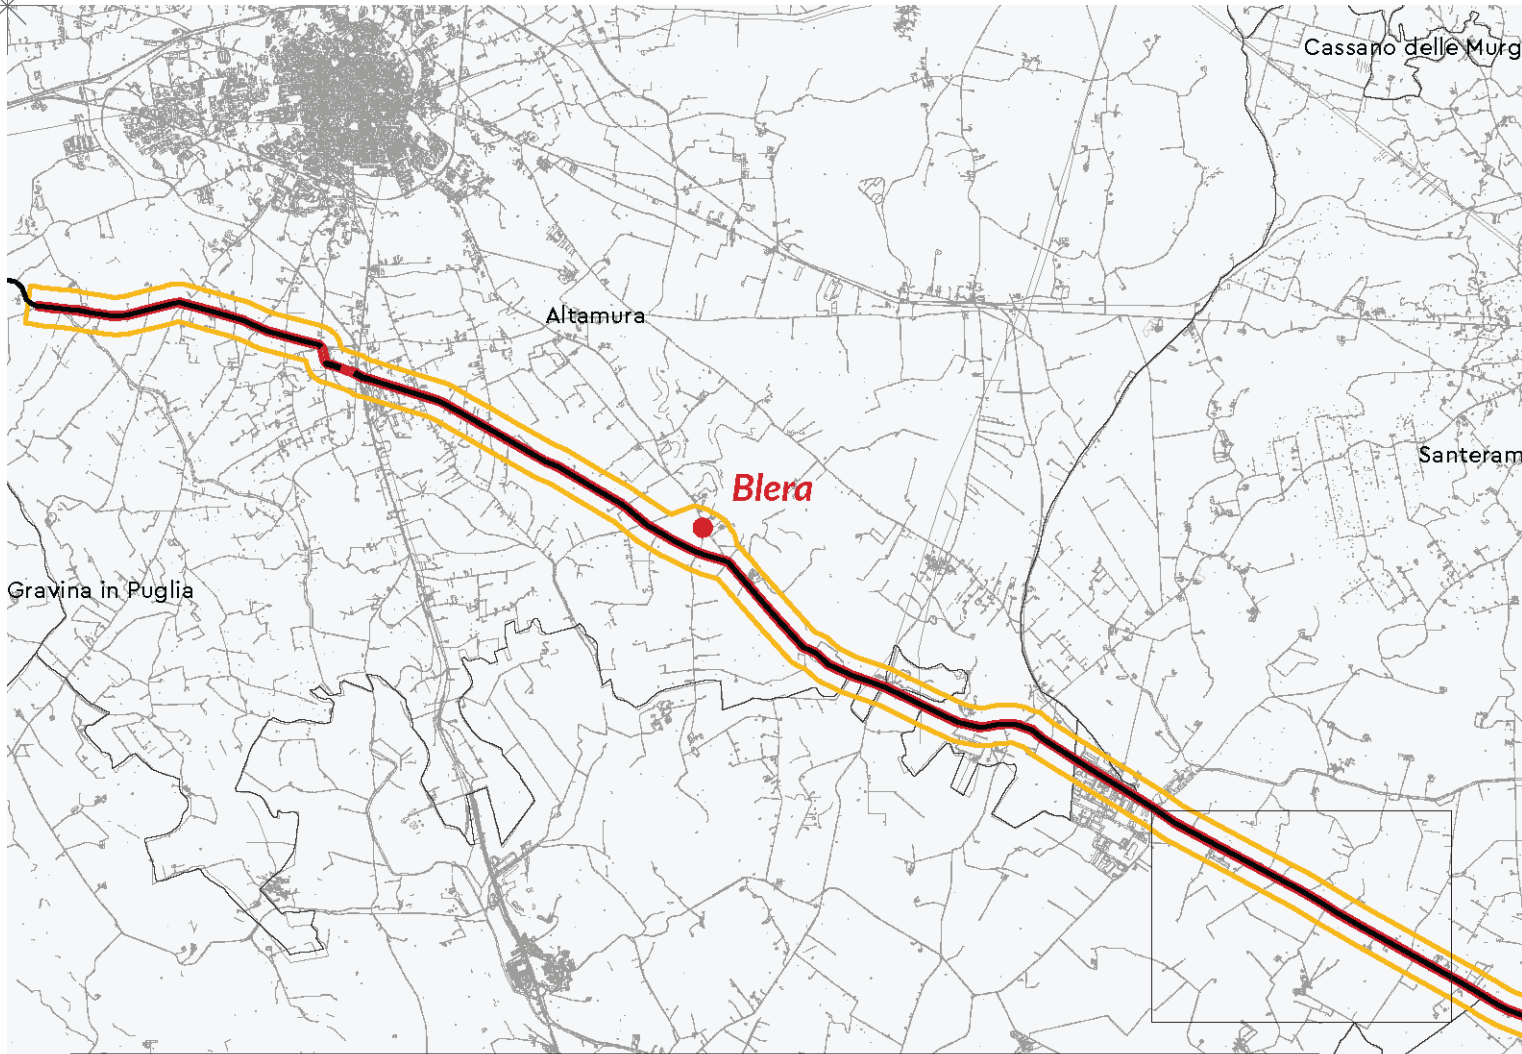 Cassano delle Murg
Altamura
Santeram
Blera
Gravina in Puglia